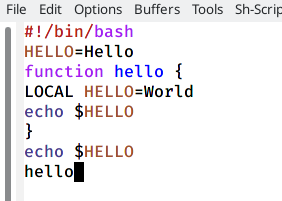 File Edit Options Buffers Tools Sh-Scrip
#!/bin/bash
HELLO=Hello
function hello {
LOCAL HELLO=World
echo $HELLO
}
echo $HELLO
hello